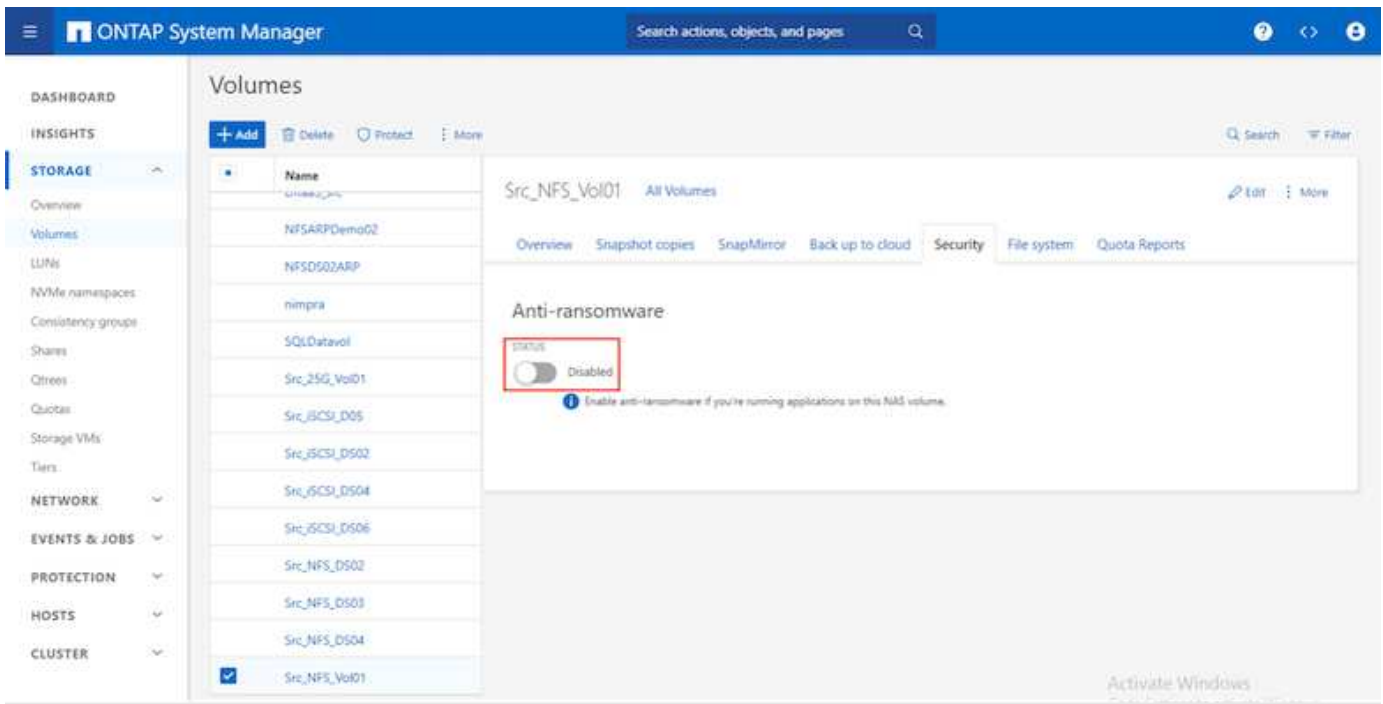 ONTAP System Manager
Search actions, objects, and pages
DASHBOARD
INSIGHTS
STORAGE
Overview
Volumes
LUNs
NVMe namespaces
Consistency groups
Shares
Qtrees
Quotas
Storage VMs
Tiers
NETWORK
EVENTS & JOBS
PROTECTION
HOSTS
CLUSTER
Volumes
+ Add Delete Protect More
Search Filter
Name
NFSARPDemo02
NFSDS02ARP
nimpra
SQLDatavol
Src_25G_Vol01
Src_iSCSI_DS02
Src_iSCSI_DS04
Src_iSCSI_DS06
Src_NFS_DS02
Src_NFS_DS03
Src_NFS_DS04
Src_NFS_Vol01
Src_NFS_Vol01 All Volumes
Edit More
Overview Snapshot copies SnapMirror Back up to cloud Security File system Quota Reports
Anti-ransomware
STATUS
Disabled
Enable anti-ransomware if you're running applications on this NAS volume.
Activate Windows